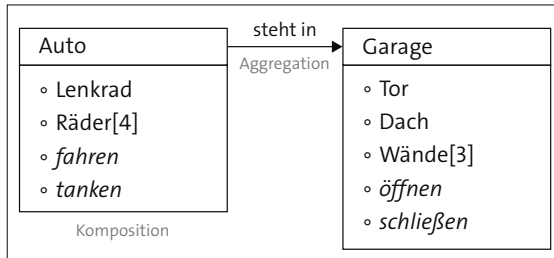 Auto
◦ Lenkrad
◦ Räder[4]
◦ fahren
◦ tanken
Komposition
steht in
Aggregation
Garage
◦ Tor
◦ Dach
◦ Wände[3]
◦ öffnen
◦ schließen